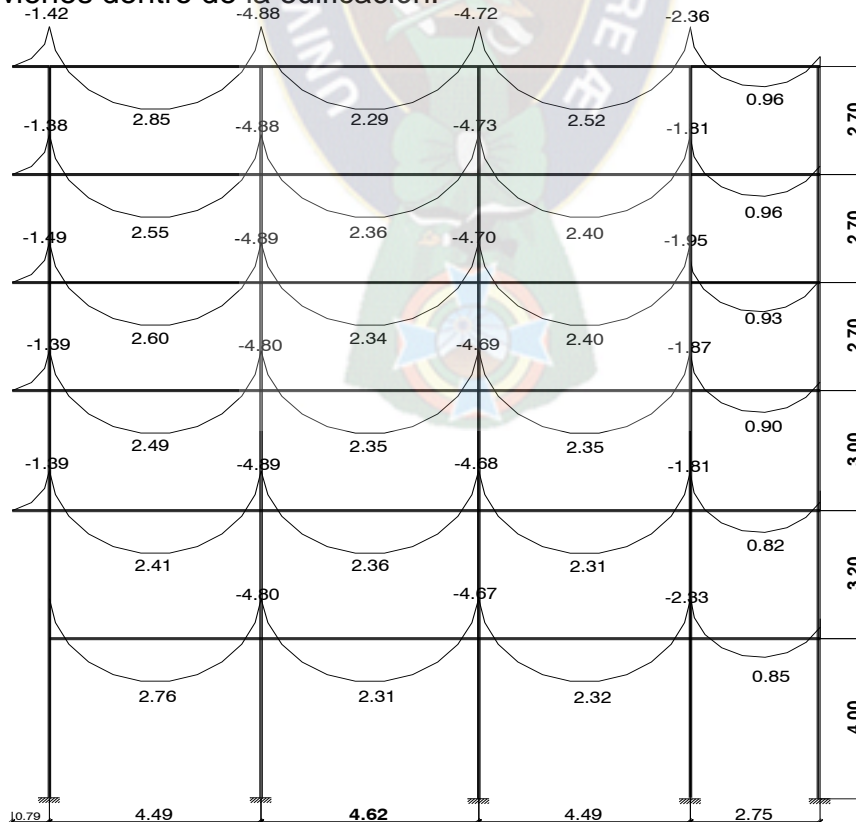 dentro de la edificación.
-1.42 -4.88 -4.72 -2.36
2.85 2.29 2.52 0.96
2.70
-1.38 -4.88 -4.73 -1.81
2.55 2.36 2.40 0.96
2.70
-1.49 -4.89 -4.70 -1.95
2.60 2.34 2.40 0.93
2.70
-1.39 -4.80 -4.69 -1.87
2.49 2.35 2.35 0.90
3.00
-1.39 -4.89 -4.68 -1.81
2.41 2.36 2.31 0.82
3.20
-4.80 -4.67 -2.33
2.76 2.31 2.32 0.85
4.00
0.79 4.49 4.62 4.49 2.75
UNIV
RE Æ